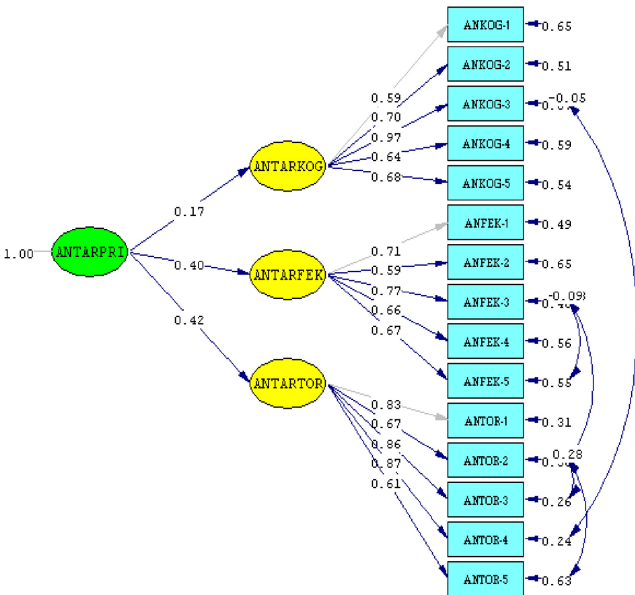 ANKOG-1
0.65
ANKOG-2
0.51
ANKOG-3
-0.05
ANKOG-4
0.59
ANKOG-5
0.54
ANFEK-1
0.49
ANFEK-2
0.65
ANFEK-3
-0.09
ANFEK-4
0.56
ANFEK-5
0.55
ANTOR-1
0.31
ANTOR-2
0.28
ANTOR-3
0.26
ANTOR-4
0.24
ANTOR-5
0.63
0.59
0.70
0.97
0.64
0.68
ANTARKOG
0.17
1.00
ANTARPRI
0.40
ANTARFEK
0.71
0.59
0.77
0.66
0.67
0.42
ANTARTOR
0.83
0.67
0.86
0.87
0.61